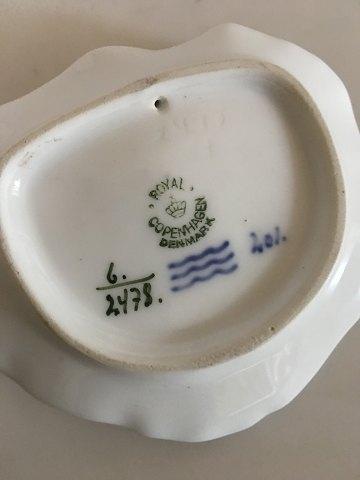 ROYAL
COPENHAGEN
DENMARK
6.
2478.
201.